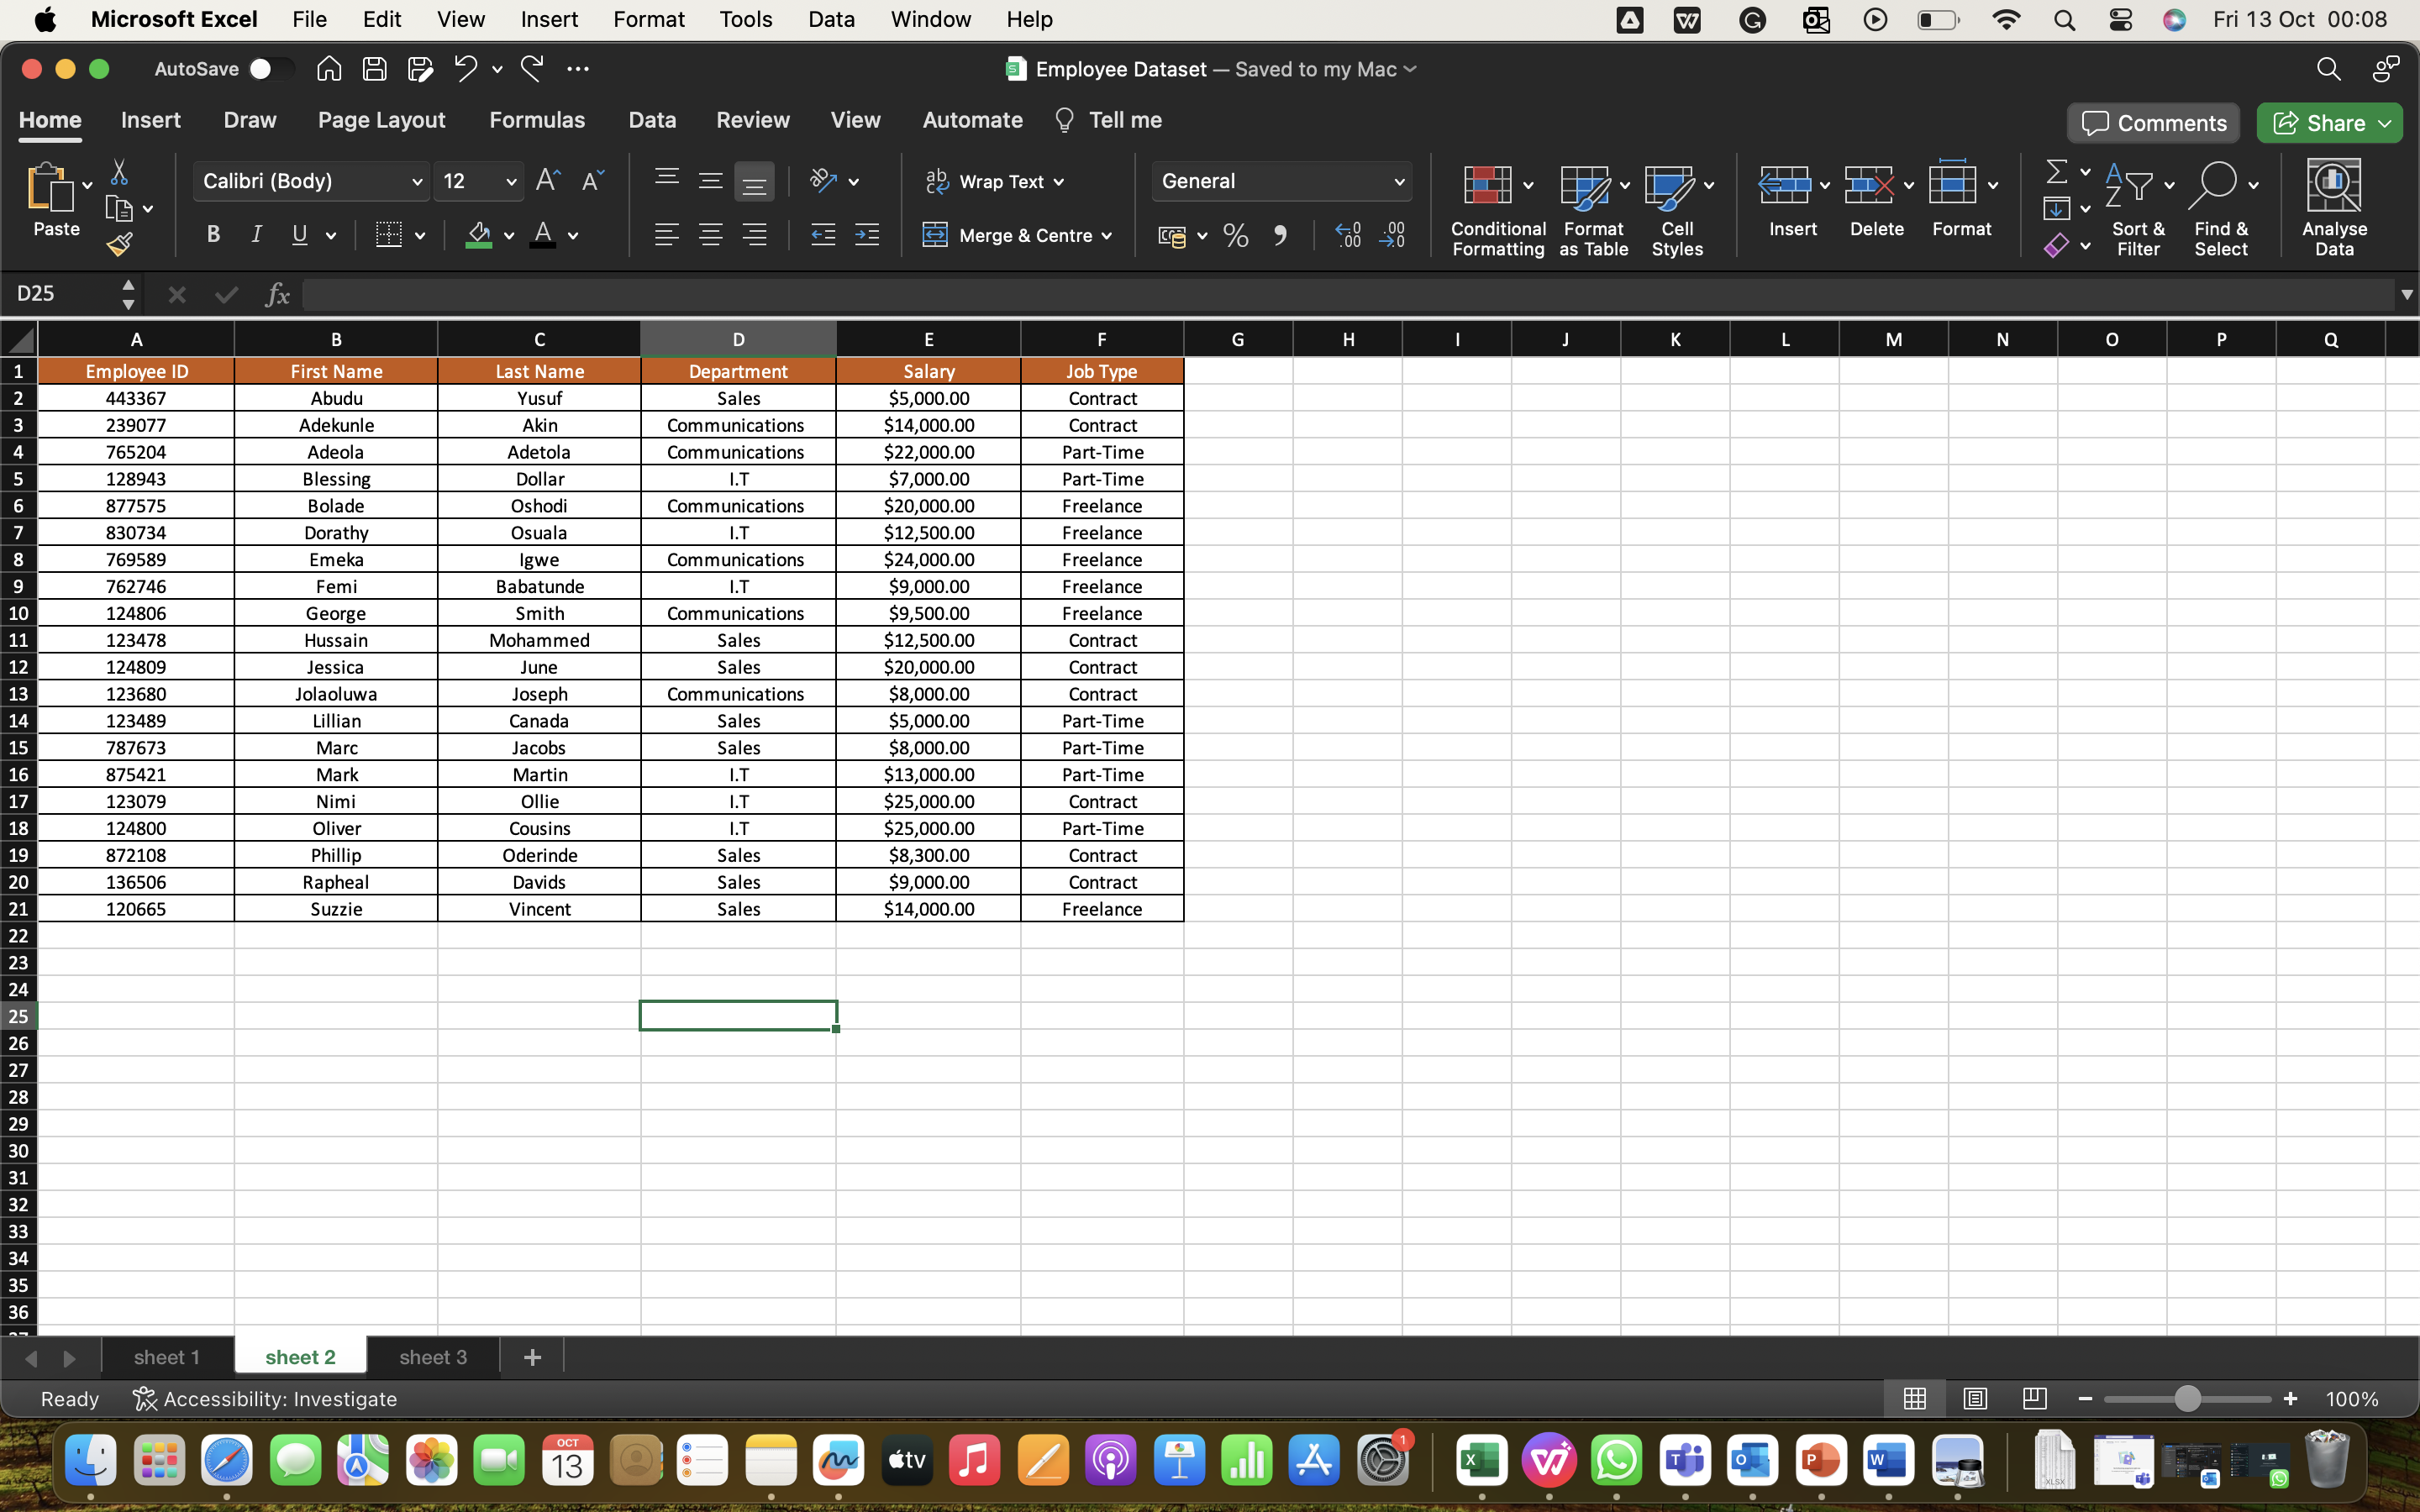 Microsoft Excel File Edit View Insert Format Tools Data Window Help Fri 13 Oct 00:08
AutoSave Employee Dataset — Saved to my Mac
Home Insert Draw Page Layout Formulas Data Review View Automate Tell me Comments Share
Paste Calibri (Body) 12 Wrap Text General
B I U Merge & Centre
Conditional Formatting Format as Table Cell Styles Insert Delete Format Sort & Filter Find & Select Analyse Data
D25 fx
A B C D E F G H I J K L M N O P Q
1 Employee ID First Name Last Name Department Salary Job Type
2 443367 Abudu Yusuf Sales $5,000.00 Contract
3 239077 Adekunle Akin Communications $14,000.00 Contract
4 765204 Adeola Adetola Communications $22,000.00 Part-Time
5 128943 Blessing Dollar I.T $7,000.00 Part-Time
6 877575 Bolade Oshodi Communications $20,000.00 Freelance
7 830734 Dorathy Osuala I.T $12,500.00 Freelance
8 769589 Emeka Igwe Communications $24,000.00 Freelance
9 762746 Femi Babatunde I.T $9,000.00 Freelance
10 124806 George Smith Communications $9,500.00 Freelance
11 123478 Hussain Mohammed Sales $12,500.00 Contract
12 124809 Jessica June Sales $20,000.00 Contract
13 123680 Jolaoluwa Joseph Communications $8,000.00 Contract
14 123489 Lillian Canada Sales $5,000.00 Part-Time
15 787673 Marc Jacobs Sales $8,000.00 Part-Time
16 875421 Mark Martin I.T $13,000.00 Part-Time
17 123079 Nimi Ollie I.T $25,000.00 Contract
18 124800 Oliver Cousins I.T $25,000.00 Part-Time
19 872108 Phillip Oderinde Sales $8,300.00 Contract
20 136506 Rapheal Davids Sales $9,000.00 Contract
21 120665 Suzzie Vincent Sales $14,000.00 Freelance
22
23
24
25
26
27
28
29
30
31
32
33
34
35
36
sheet 1 sheet 2 sheet 3 +
Ready Accessibility: Investigate 100%
OCT
13
tv
1